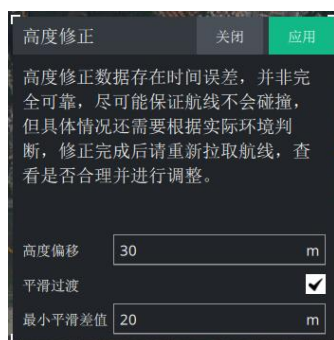 高度修正 关闭 应用
高度修正数据存在时间误差，并非完
全可靠，尽可能保证航线不会碰撞，
但具体情况还需要根据实际环境判
断，修正完成后请重新拉取航线，查
看是否合理并进行调整。
高度偏移 30 m
平滑过渡
最小平滑差值 20 m